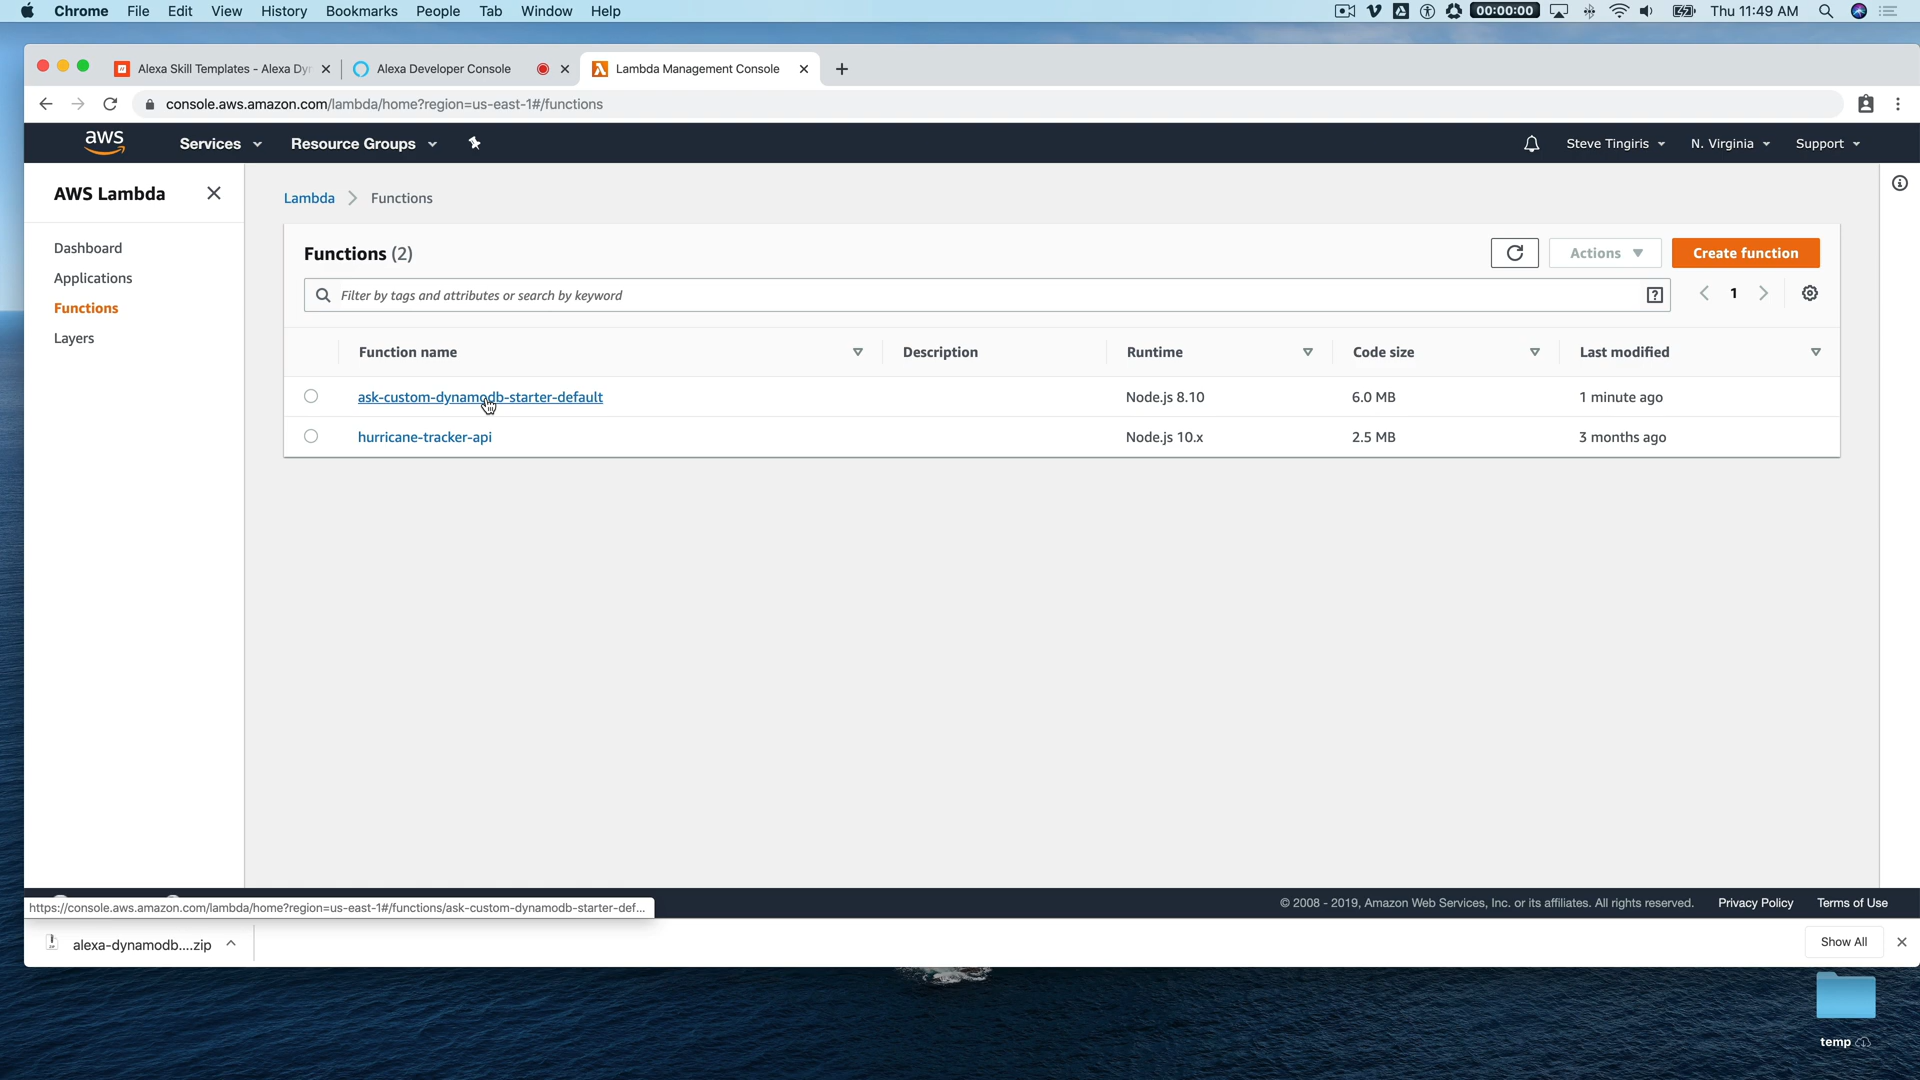 Chrome File Edit View History Bookmarks People Tab Window Help 00:00:00 Thu 11:49 AM
Alexa Skill Templates - Alexa Dy Alexa Developer Console Lambda Management Console
console.aws.amazon.com/lambda/home?region=us-east-1#/functions
aws Services Resource Groups Steve Tingiris N. Virginia Support
AWS Lambda
Dashboard
Applications
Functions
Layers
Lambda Functions
Functions (2) Actions Create function
Filter by tags and attributes or search by keyword 1
Function name Description Runtime Code size Last modified
ask-custom-dynamodb-starter-default Node.js 8.10 6.0 MB 1 minute ago
hurricane-tracker-api Node.js 10.x 2.5 MB 3 months ago
https://console.aws.amazon.com/lambda/home?region=us-east-1#/functions/ask-custom-dynamodb-starter-def...
© 2008 - 2019, Amazon Web Services, Inc. or its affiliates. All rights reserved. Privacy Policy Terms of Use
alexa-dynamodb....zip Show All
temp